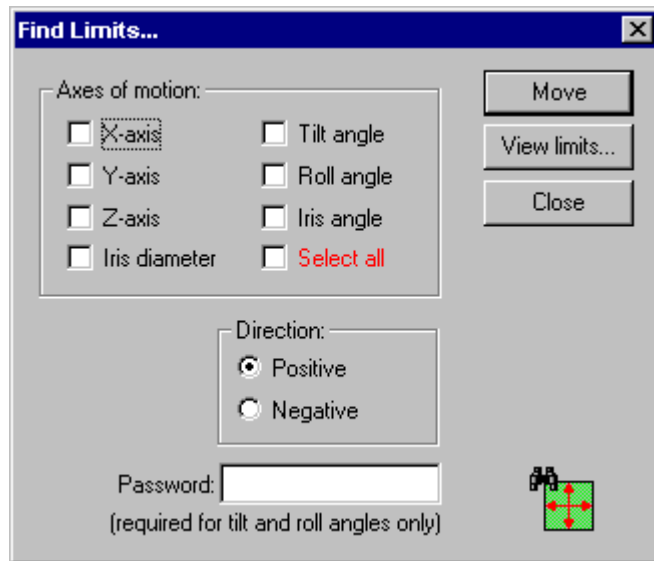 Find Limits...
Axes of motion:
X-axis
Tilt angle
Y-axis
Roll angle
Z-axis
Iris angle
Iris diameter
Select all
Move
View limits...
Close
Direction:
Positive
Negative
Password:
(required for tilt and roll angles only)